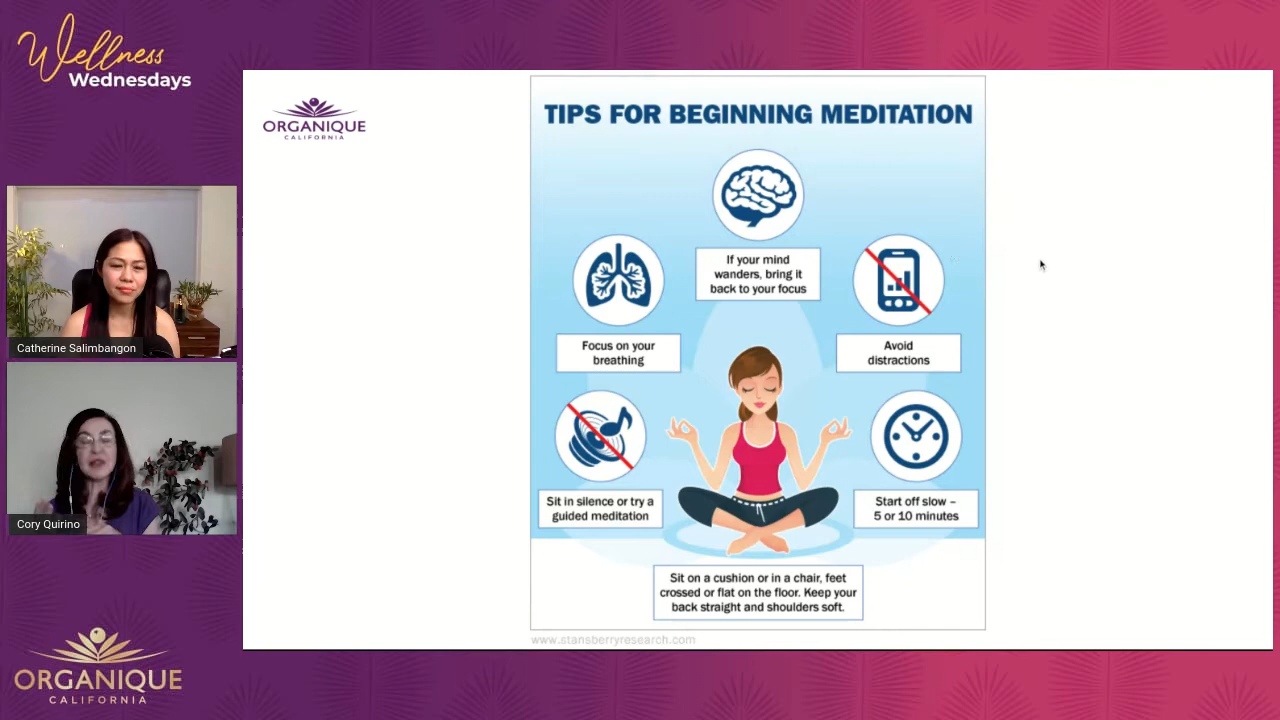 Wellness
Wednesdays
ORGANIQUE
CALIFORNIA
TIPS FOR BEGINNING MEDITATION
If your mind
wanders, bring it
back to your focus
Focus on your
breathing
Avoid
distractions
Sit in silence or try a
guided meditation
Start off slow –
5 or 10 minutes
Sit on a cushion or in a chair, feet
crossed or flat on the floor. Keep your
back straight and shoulders soft.
www.stansberryresearch.com
Catherine Salimbangon
Cory Quirino
ORGANIQUE
CALIFORNIA